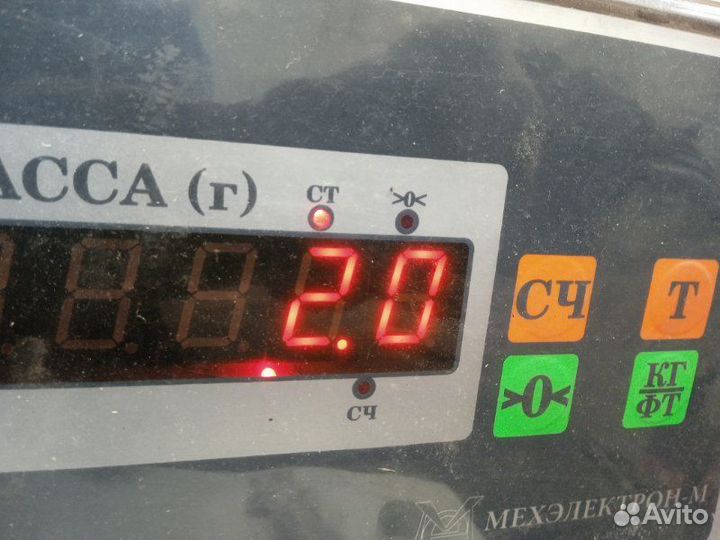 АССА (г)
СТ
>0<
2.0
СЧ
СЧ
Т
>0<
КГ
ФТ
МЕХЭЛЕКТРОН-М
Avito